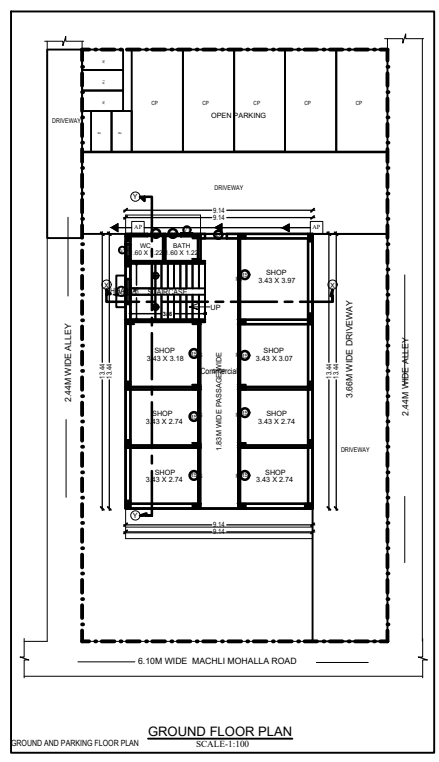 CP
CP
CP
CP
CP
OPEN PARKING
DRIVEWAY
DRIVEWAY
9.14
9.14
Y
AP
AP
WC
BATH
1.60 X 1.22
SHOP
3.43 X 3.97
X
X
STAIRCASE
UP
SHOP
3.43 X 3.18
SHOP
3.43 X 3.07
Commercial
13.44
13.44
13.44
13.44
2.44M WIDE ALLEY
1.83M WIDE PASSAGE WIDE
3.66M WIDE DRIVEWAY
2.44M WIDE ALLEY
SHOP
3.43 X 2.74
SHOP
3.43 X 2.74
DRIVEWAY
SHOP
3.43 X 2.74
SHOP
3.43 X 2.74
Y
9.14
9.14
6.10M WIDE MACHLI MOHALLA ROAD
GROUND FLOOR PLAN
SCALE-1:100
GROUND AND PARKING FLOOR PLAN